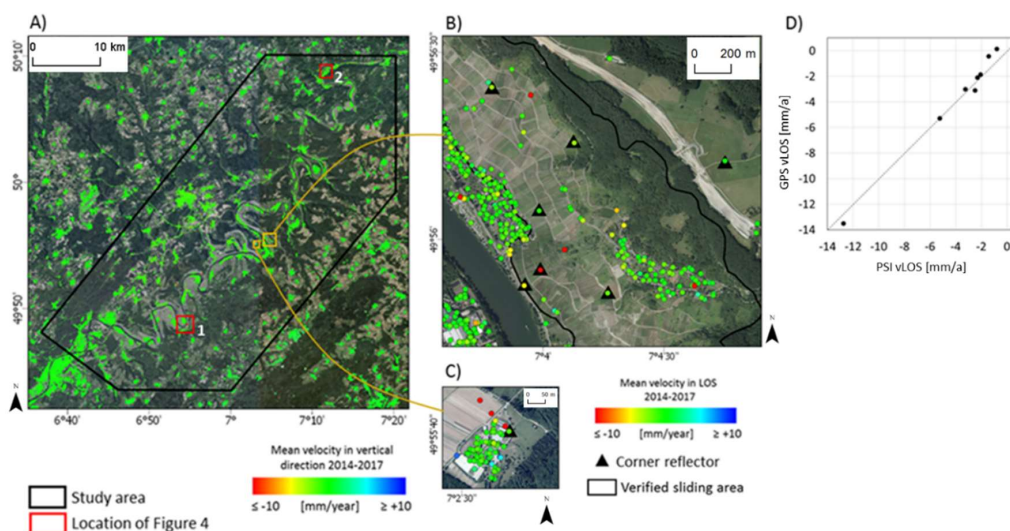 A)
0 10 km
50°10'
50°
49°50'
2
1
N
6°40' 6°50' 7° 7°10' 7°20'
Study area
Location of Figure 4
Mean velocity in vertical
direction 2014-2017
≤ -10 [mm/year] ≥ +10
B)
0 200 m
49°56'30"
49°56'
7°4' 7°4'30"
N
C)
0 50 m
49°55'40"
7°2'30"
N
Mean velocity in LOS
2014-2017
≤ -10 [mm/year] ≥ +10
Corner reflector
Verified sliding area
D)
GPS vLOS [mm/a]
0
-2
-4
-6
-8
-10
-12
-14
-14 -12 -10 -8 -6 -4 -2 0
PSI vLOS [mm/a]